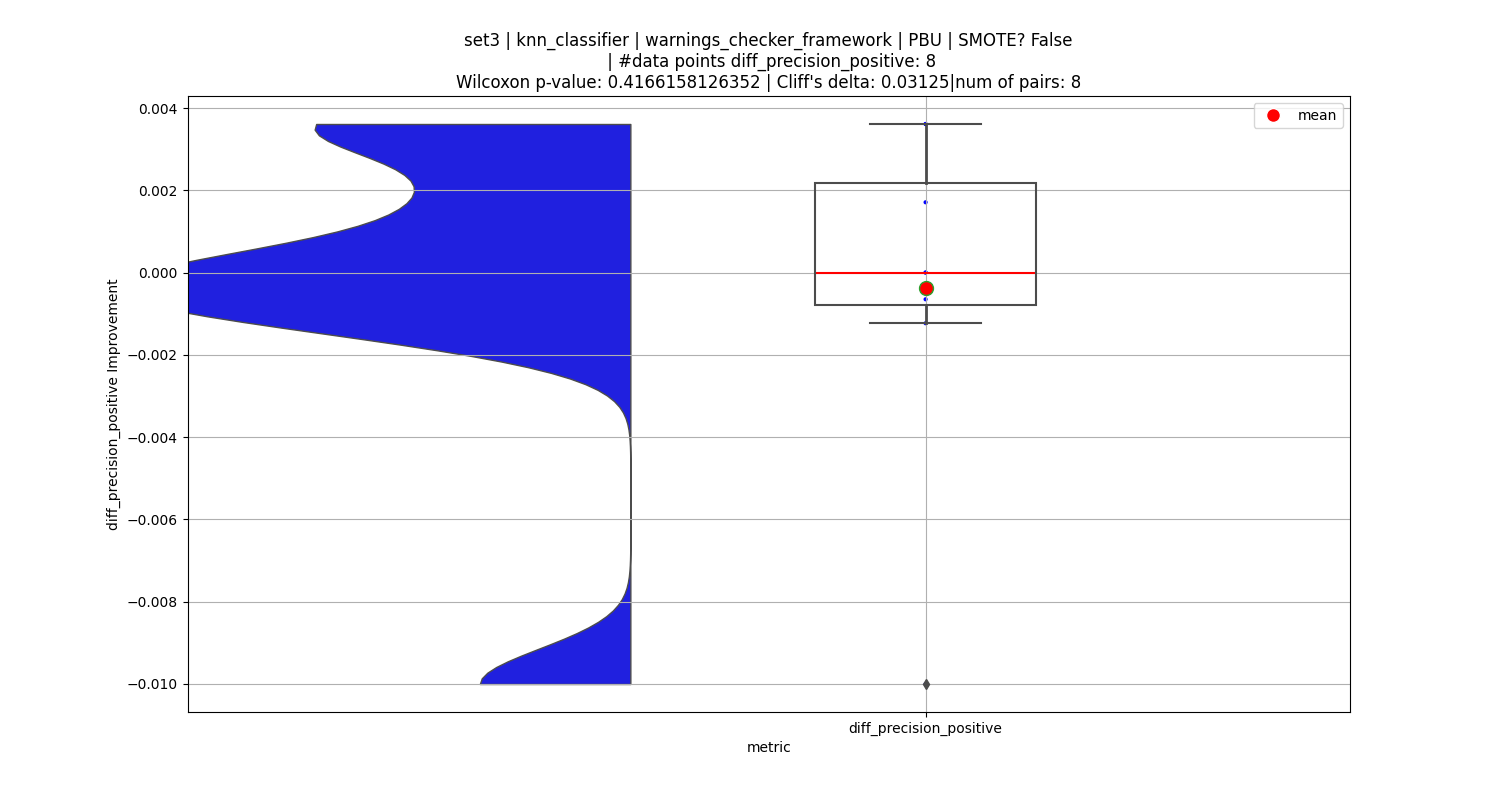 set3 | knn_classifier | warnings_checker_framework | PBU | SMOTE? False
| #data points diff_precision_positive: 8
Wilcoxon p-value: 0.4166158126352 | Cliff's delta: 0.03125|num of pairs: 8
mean
0.004
0.002
0.000
−0.002
−0.004
−0.006
−0.008
−0.010
diff_precision_positive Improvement
diff_precision_positive
metric